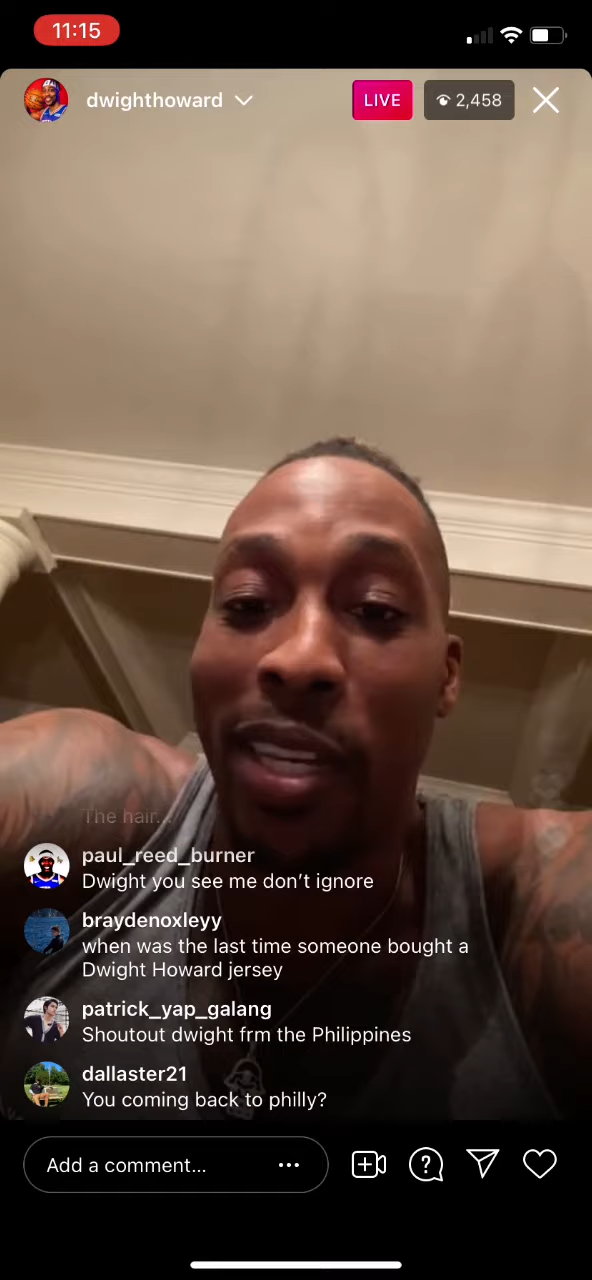 11:15
dwighthoward
LIVE
2,458
The hair...
paul_reed_burner
Dwight you see me don’t ignore
braydenoxleyy
when was the last time someone bought a
Dwight Howard jersey
patrick_yap_galang
Shoutout dwight frm the Philippines
dallaster21
You coming back to philly?
Add a comment...